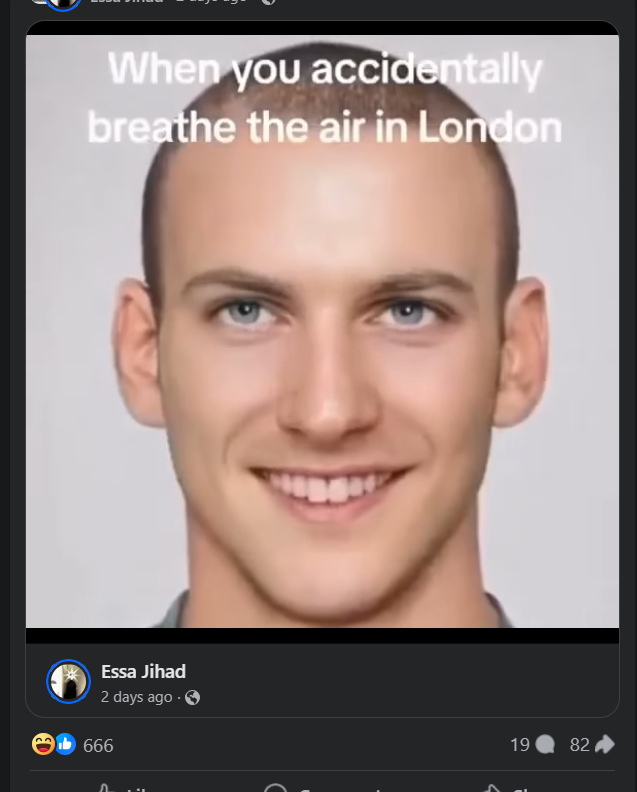 When you accidentally
breathe the air in London
Essa Jihad
2 days ago ·
666
19
82